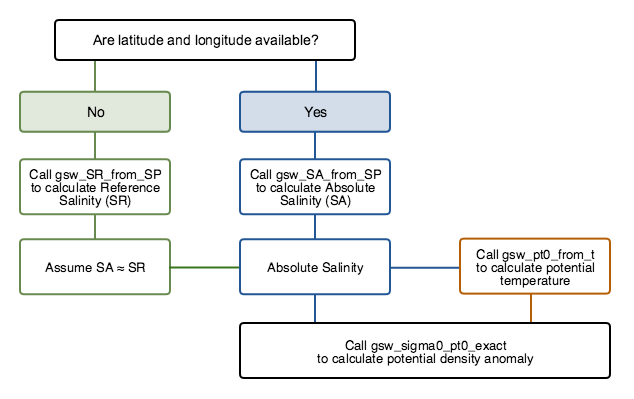 Are latitude and longitude available?
No
Yes
Call gsw_SR_from_SP
to calculate Reference
Salinity (SR)
Call gsw_SA_from_SP
to calculate Absolute
Salinity (SA)
Assume SA ≈ SR
Absolute Salinity
Call gsw_pt0_from_t
to calculate potential
temperature
Call gsw_sigma0_pt0_exact
to calculate potential density anomaly